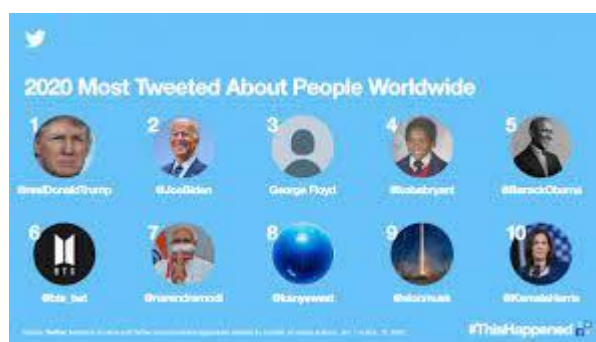 2020 Most Tweeted About People Worldwide
1 2 3 4 5
@realDonaldTrump @JoeBiden George Floyd @kobebryant @BarackObama
6 7 8 9 10
BTS
@bts_twt @narendramodi @kanyewest @elonmusk @KamalaHarris
#ThisHappened